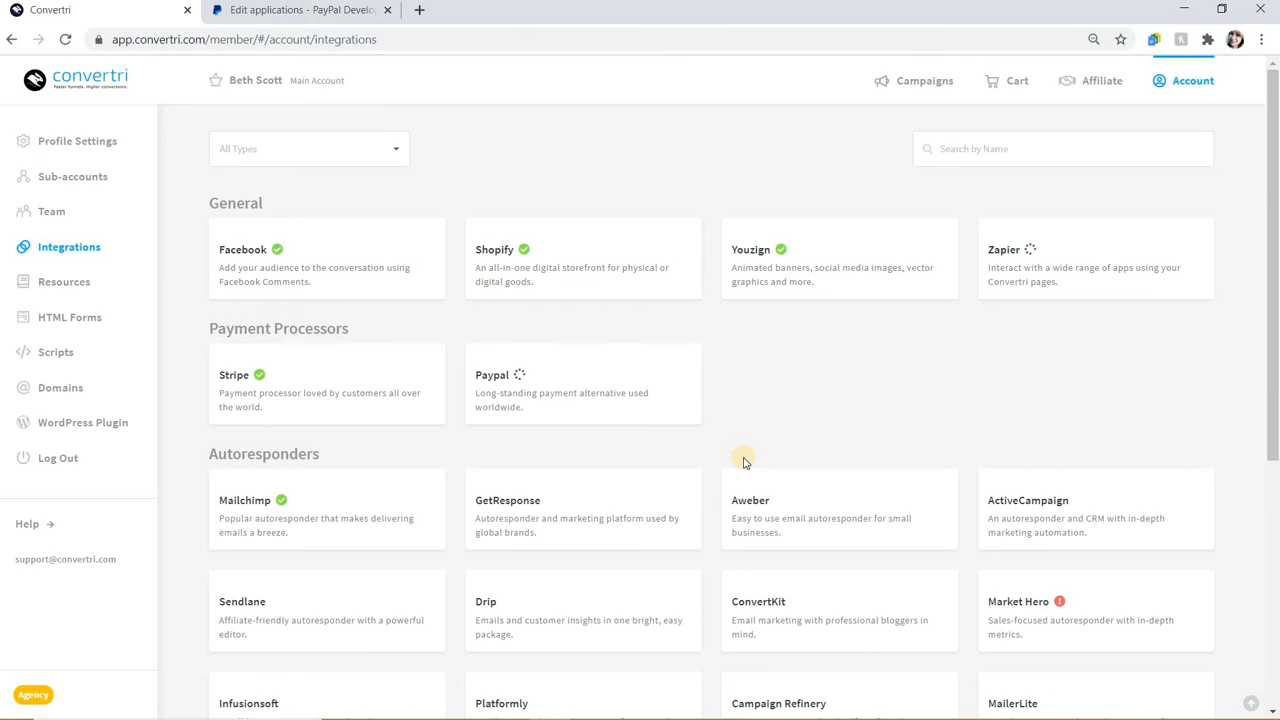 Convertri
Edit applications - PayPal Develo
app.convertri.com/member/#/account/integrations
convertri
Faster funnels. Higher conversions.
Beth Scott Main Account
Campaigns
Cart
Affiliate
Account
Profile Settings
Sub-accounts
Team
Integrations
Resources
HTML Forms
Scripts
Domains
WordPress Plugin
Log Out
Help
support@convertri.com
Agency
All Types
Search by Name
General
Facebook
Add your audience to the conversation using
Facebook Comments.
Shopify
An all-in-one digital storefront for physical or
digital goods.
Youzign
Animated banners, social media images, vector
graphics and more.
Zapier
Interact with a wide range of apps using your
Convertri pages.
Payment Processors
Stripe
Payment processor loved by customers all over
the world.
Paypal
Long-standing payment alternative used
worldwide.
Autoresponders
Mailchimp
Popular autoresponder that makes delivering
emails a breeze.
GetResponse
Autoresponder and marketing platform used by
global brands.
Aweber
Easy to use email autoresponder for small
businesses.
ActiveCampaign
An autoresponder and CRM with in-depth
marketing automation.
Sendlane
Affiliate-friendly autoresponder with a powerful
editor.
Drip
Emails and customer insights in one bright, easy
package.
ConvertKit
Email marketing with professional bloggers in
mind.
Market Hero
Sales-focused autoresponder with in-depth
metrics.
Infusionsoft
Platformly
Campaign Refinery
MailerLite